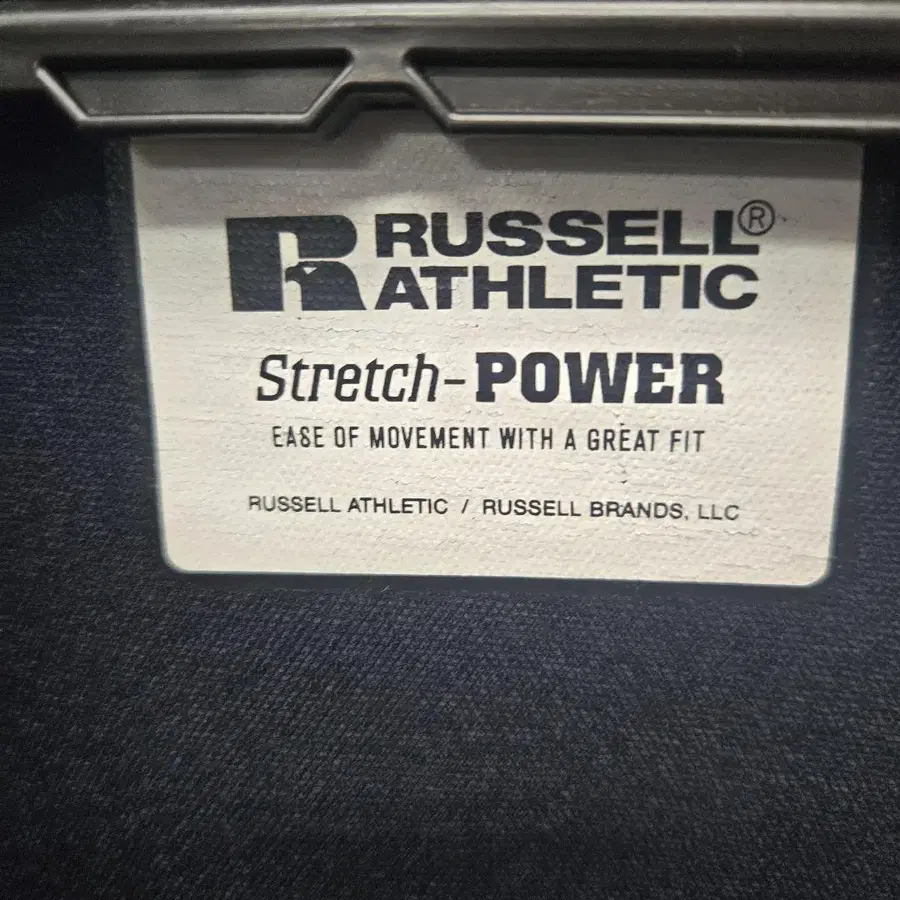 R RUSSELL®
ATHLETIC
Stretch-POWER
EASE OF MOVEMENT WITH A GREAT FIT
RUSSELL ATHLETIC / RUSSELL BRANDS, LLC